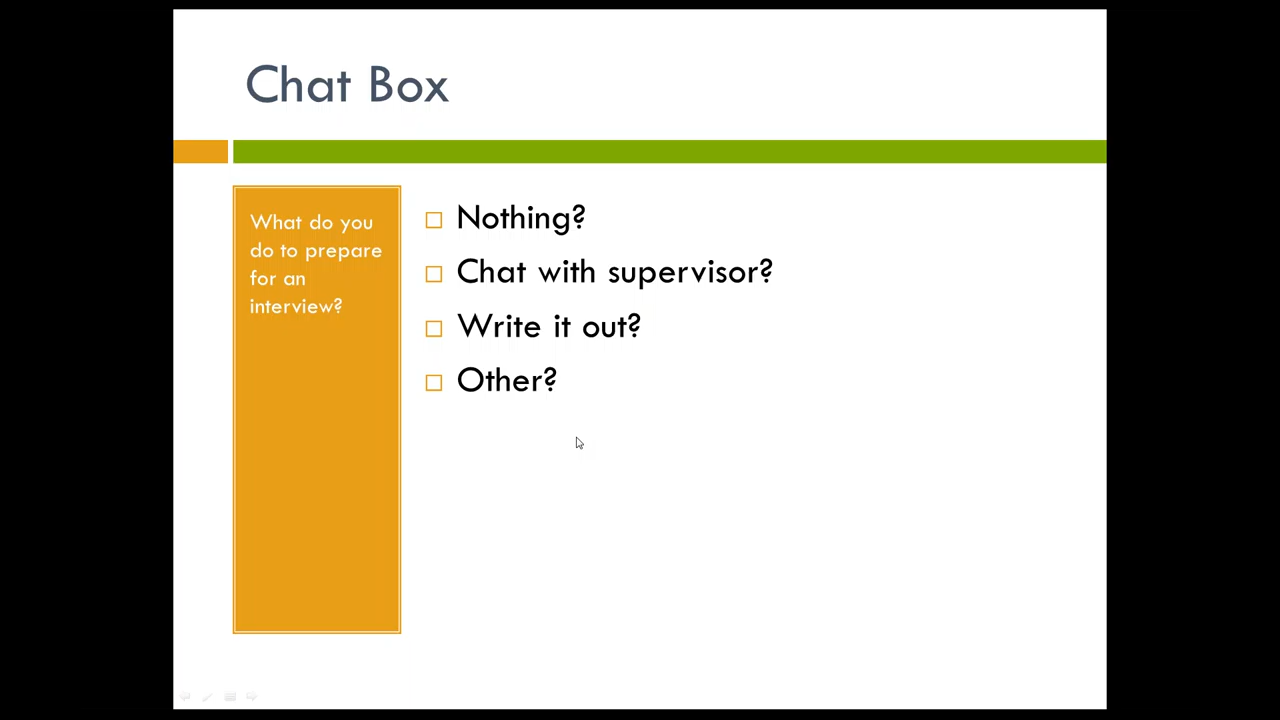 Chat Box
What do you
do to prepare
for an
interview?
Nothing?
Chat with supervisor?
Write it out?
Other?